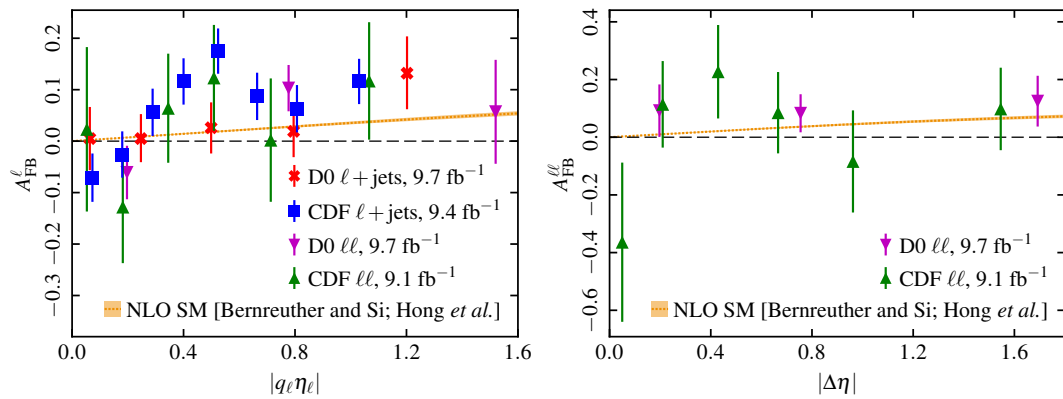 A^ℓ_FB
0.2
0.1
0.0
−0.1
−0.2
−0.3
D0 ℓ+jets, 9.7 fb⁻¹
CDF ℓ+jets, 9.4 fb⁻¹
D0 ℓℓ, 9.7 fb⁻¹
CDF ℓℓ, 9.1 fb⁻¹
NLO SM [Bernreuther and Si; Hong et al.]
0.0 0.4 0.8 1.2 1.6
|q_ℓη_ℓ|
A^ℓℓ_FB
0.4
0.2
0.0
−0.2
−0.4
−0.6
D0 ℓℓ, 9.7 fb⁻¹
CDF ℓℓ, 9.1 fb⁻¹
NLO SM [Bernreuther and Si; Hong et al.]
0.0 0.4 0.8 1.2 1.6
|Δη|